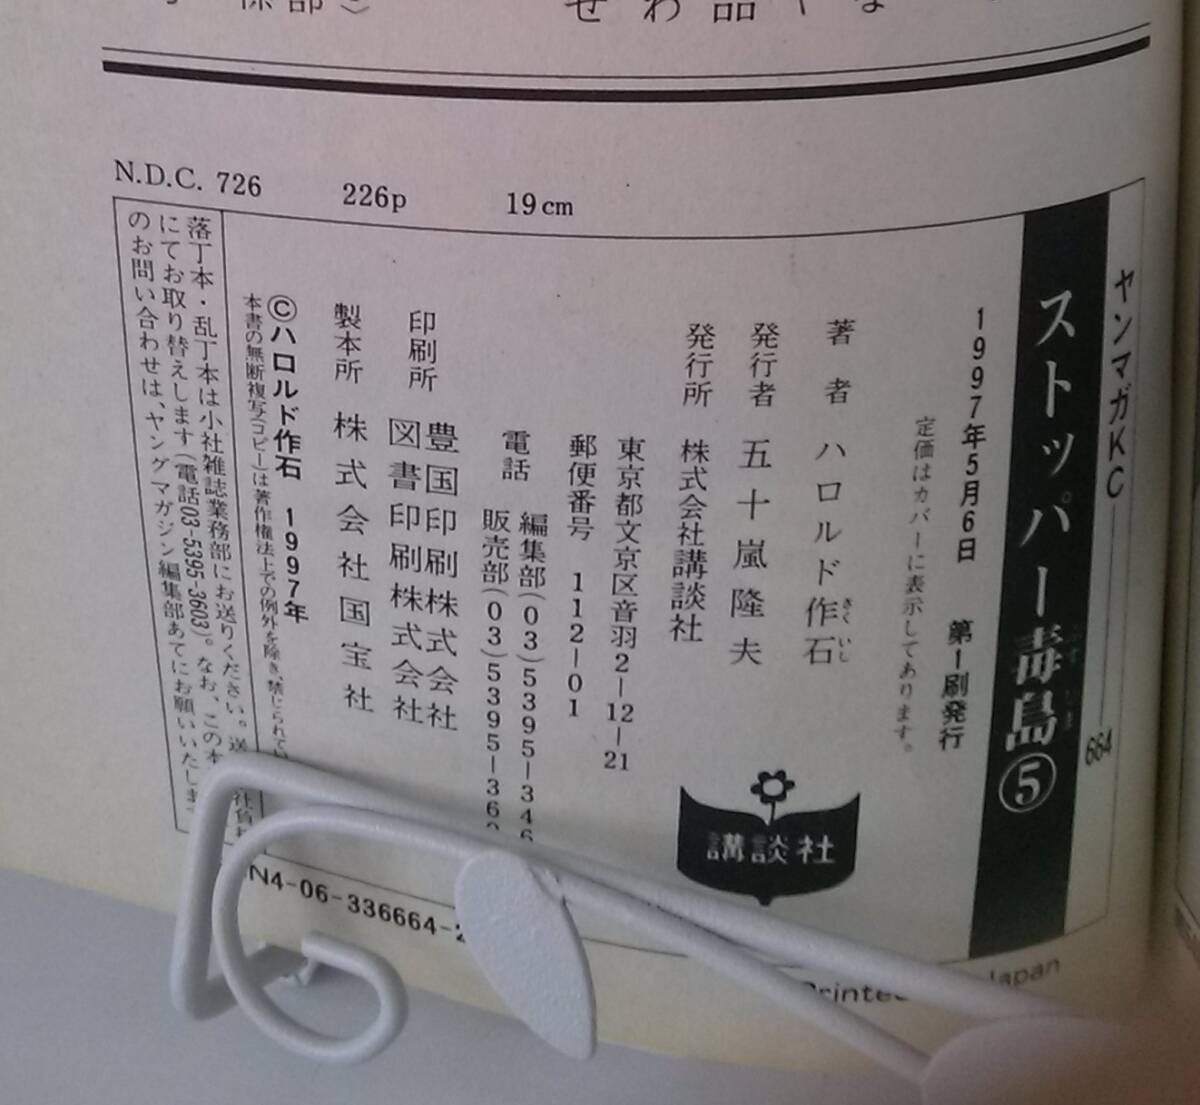 N.D.C. 726　226p　19cm
ヤンマガKC——664
ストッパー毒島⑤
1997年5月6日　第1刷発行
定価はカバーに表示してあります。
著者　ハロルド作石
さくいし
発行者　五十嵐隆夫
発行所　株式会社講談社
東京都文京区音羽2-12-21
郵便番号　112-01
電話　編集部(03)5395-346
販売部(03)5395-36
印刷所　豊国印刷株式会社
図書印刷株式会社
製本所　株式会社国宝社
©ハロルド作石　1997年
本書の無断複写(コピー)は著作権法上での例外を除き、禁じられてい
落丁本・乱丁本は小社雑誌業務部にお送りください。送
社負担
にてお取り替えします(電話03-5395-3603)。なお、この本
のお問い合わせは、ヤングマガジン編集部あてにお願いいたします
講談社
N4-06-336664-
Printe Japan